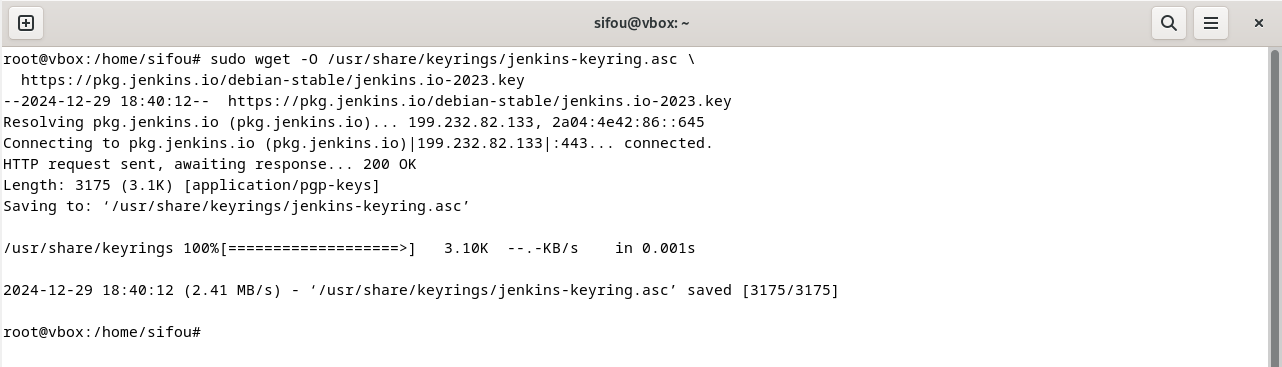 sifou@vbox: ~
root@vbox:/home/sifou# sudo wget -O /usr/share/keyrings/jenkins-keyring.asc \
  https://pkg.jenkins.io/debian-stable/jenkins.io-2023.key
--2024-12-29 18:40:12--  https://pkg.jenkins.io/debian-stable/jenkins.io-2023.key
Resolving pkg.jenkins.io (pkg.jenkins.io)... 199.232.82.133, 2a04:4e42:86::645
Connecting to pkg.jenkins.io (pkg.jenkins.io)|199.232.82.133|:443... connected.
HTTP request sent, awaiting response... 200 OK
Length: 3175 (3.1K) [application/pgp-keys]
Saving to: ‘/usr/share/keyrings/jenkins-keyring.asc’
/usr/share/keyrings 100%[===================>]   3.10K  --.-KB/s    in 0.001s
2024-12-29 18:40:12 (2.41 MB/s) - ‘/usr/share/keyrings/jenkins-keyring.asc’ saved [3175/3175]
root@vbox:/home/sifou#